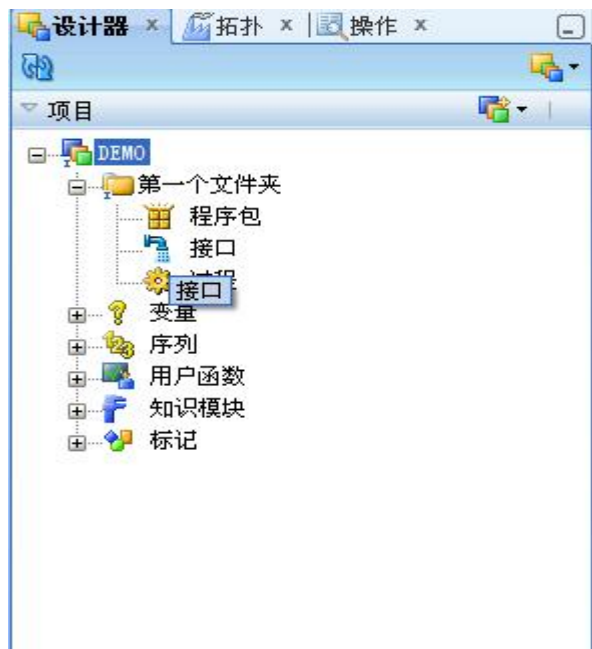 设计器 拓扑 操作
项目
DEMO
第一个文件夹
程序包
接口
接口
变量
序列
用户函数
知识模块
标记